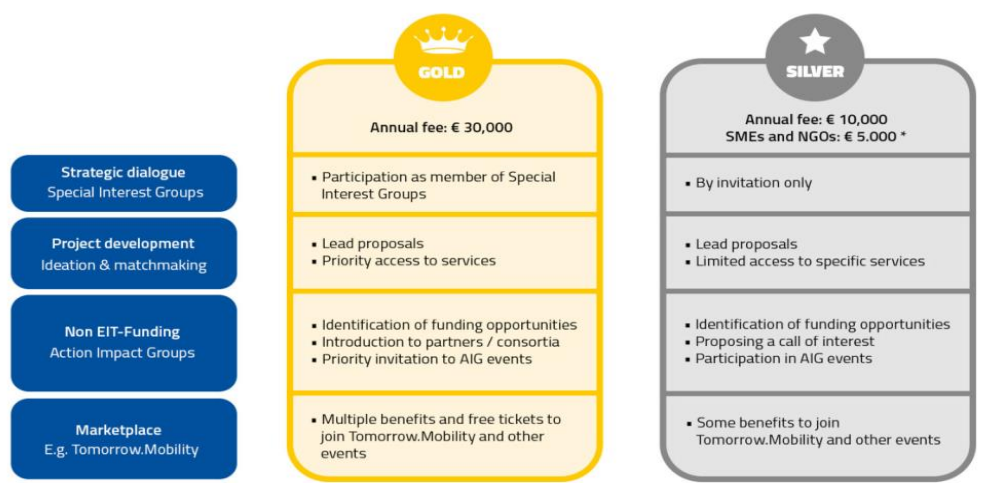 GOLD
SILVER
Annual fee: € 30,000
Annual fee: € 10,000
SMEs and NGOs: € 5.000 *
Strategic dialogue
Special Interest Groups
▪ Participation as member of Special
Interest Groups
▪ By invitation only
Project development
Ideation & matchmaking
▪ Lead proposals
▪ Priority access to services
▪ Lead proposals
▪ Limited access to specific services
Non EIT-Funding
Action Impact Groups
▪ Identification of funding opportunities
▪ Introduction to partners / consortia
▪ Priority invitation to AIG events
▪ Identification of funding opportunities
▪ Proposing a call of interest
▪ Participation in AIG events
Marketplace
E.g. Tomorrow.Mobility
▪ Multiple benefits and free tickets to
join Tomorrow.Mobility and other
events
▪ Some benefits to join
Tomorrow.Mobility and other events